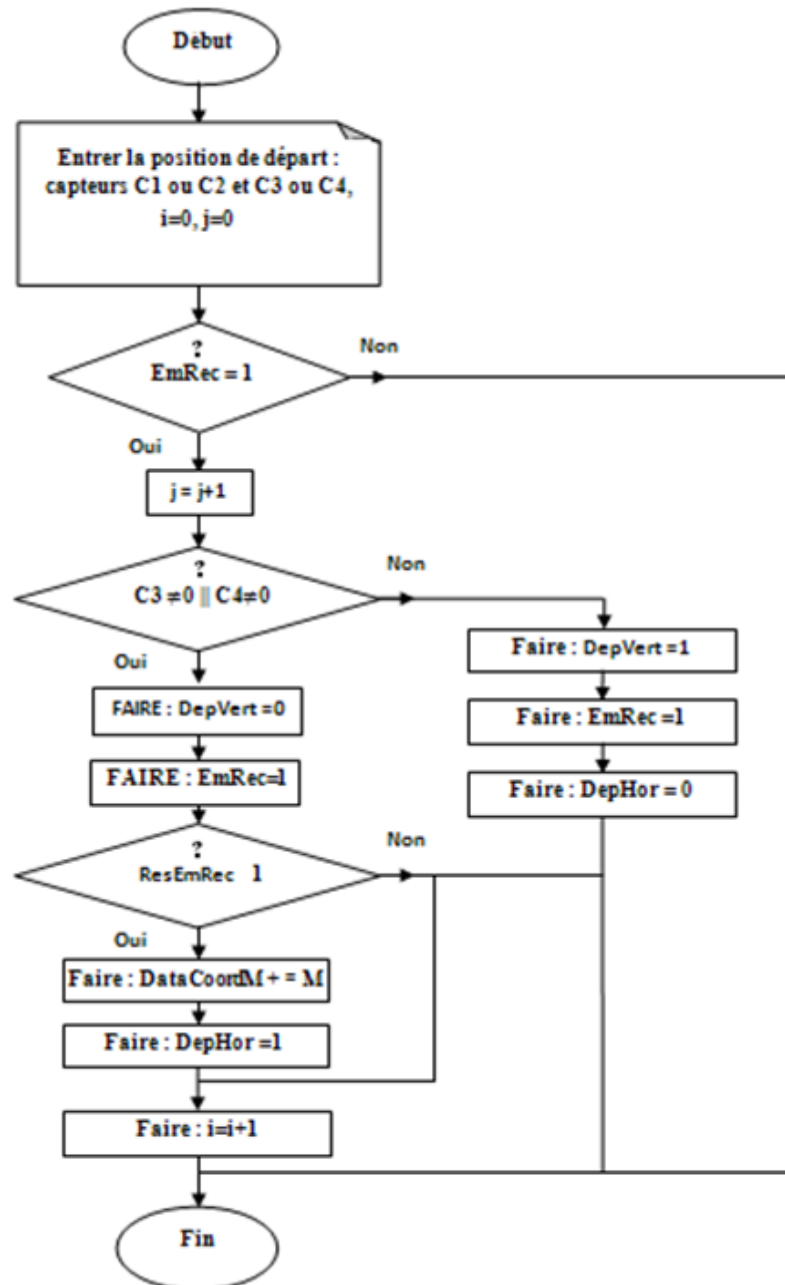 Début
Entrer la position de départ :
capteurs C1 ou C2 et C3 ou C4,
i=0, j=0
?
EmRec = 1
Non
Oui
j = j+1
?
C3 ≠0 || C4≠0
Non
Oui
Faire : DepVert =1
Faire : EmRec =1
Faire : DepHor = 0
FAIRE : DepVert =0
FAIRE : EmRec=1
?
ResEmRec 1
Non
Oui
Faire : DataCoordM + = M
Faire : DepHor =1
Faire : i=i+1
Fin